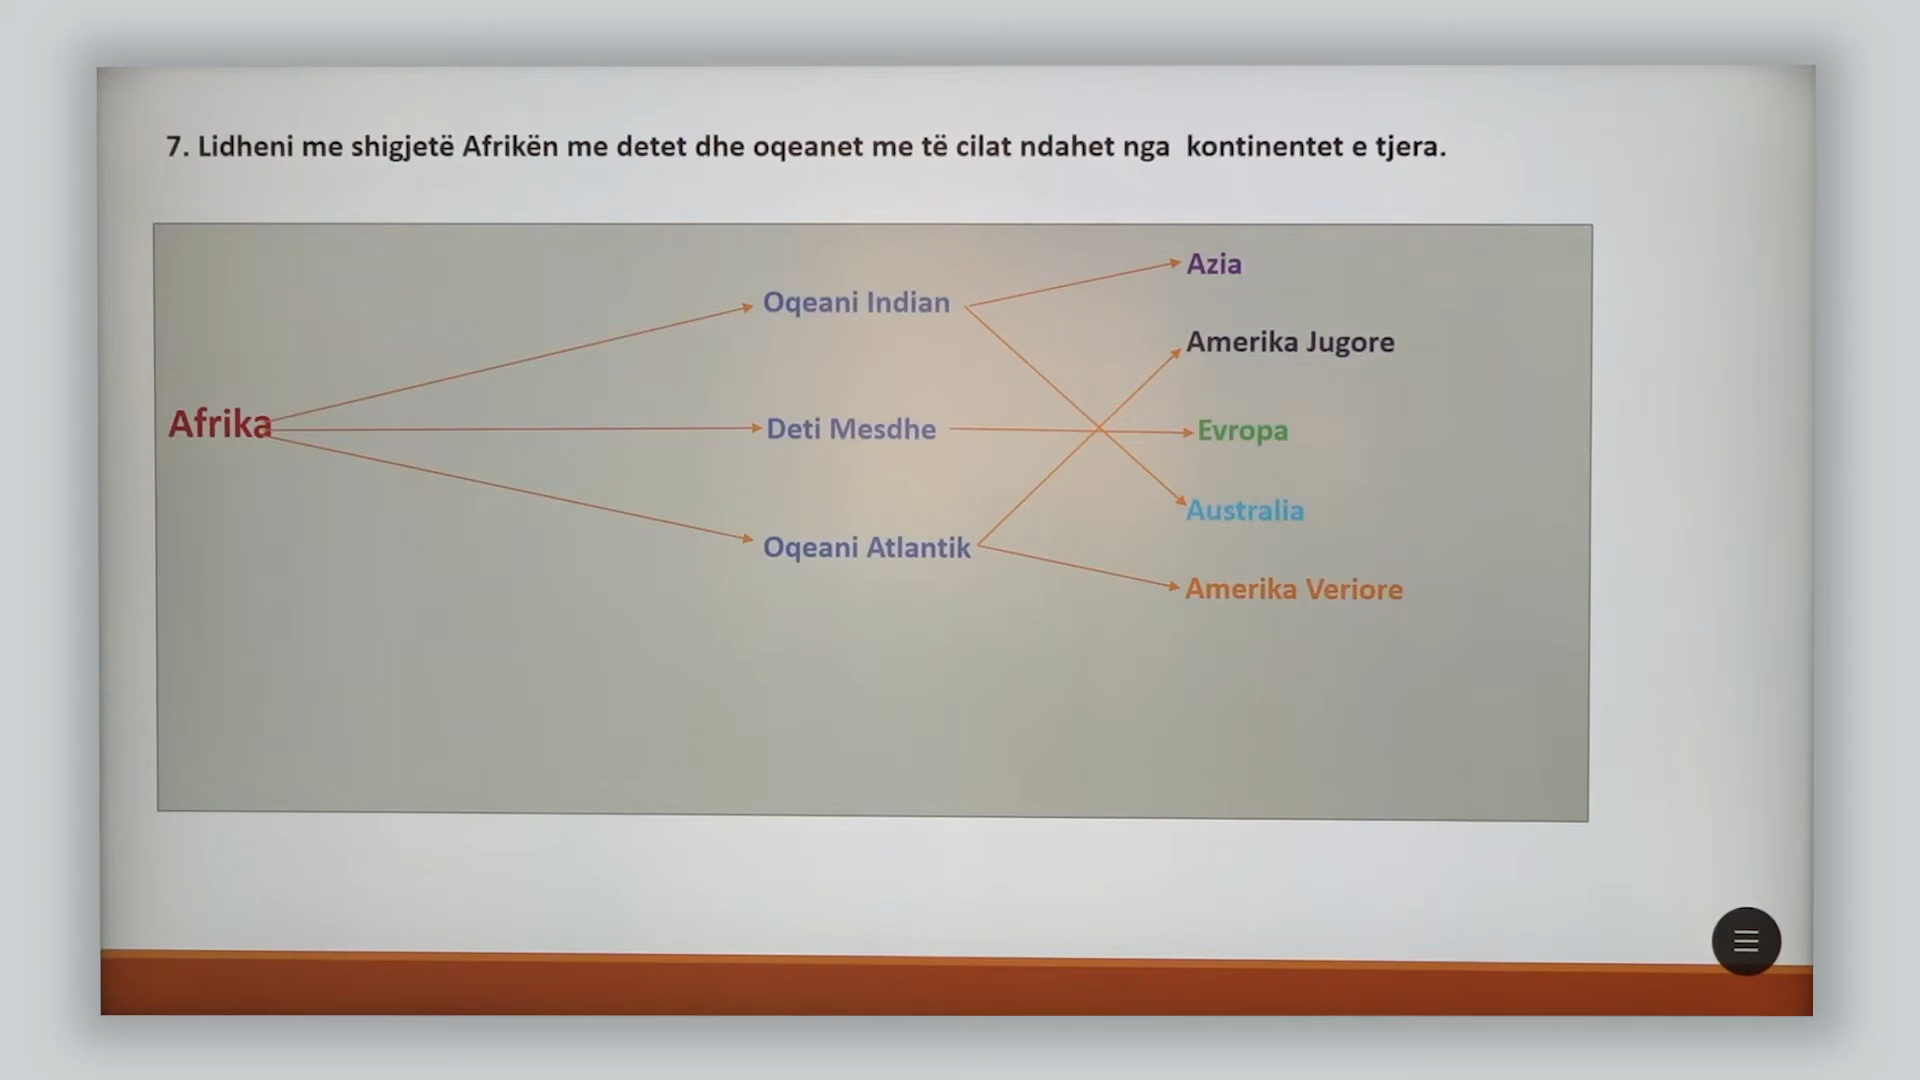 7. Lidheni me shigjetë Afrikën me detet dhe oqeanet me të cilat ndahet nga kontinentet e tjera.
Afrika
Oqeani Indian
Deti Mesdhe
Oqeani Atlantik
Azia
Amerika Jugore
Evropa
Australia
Amerika Veriore